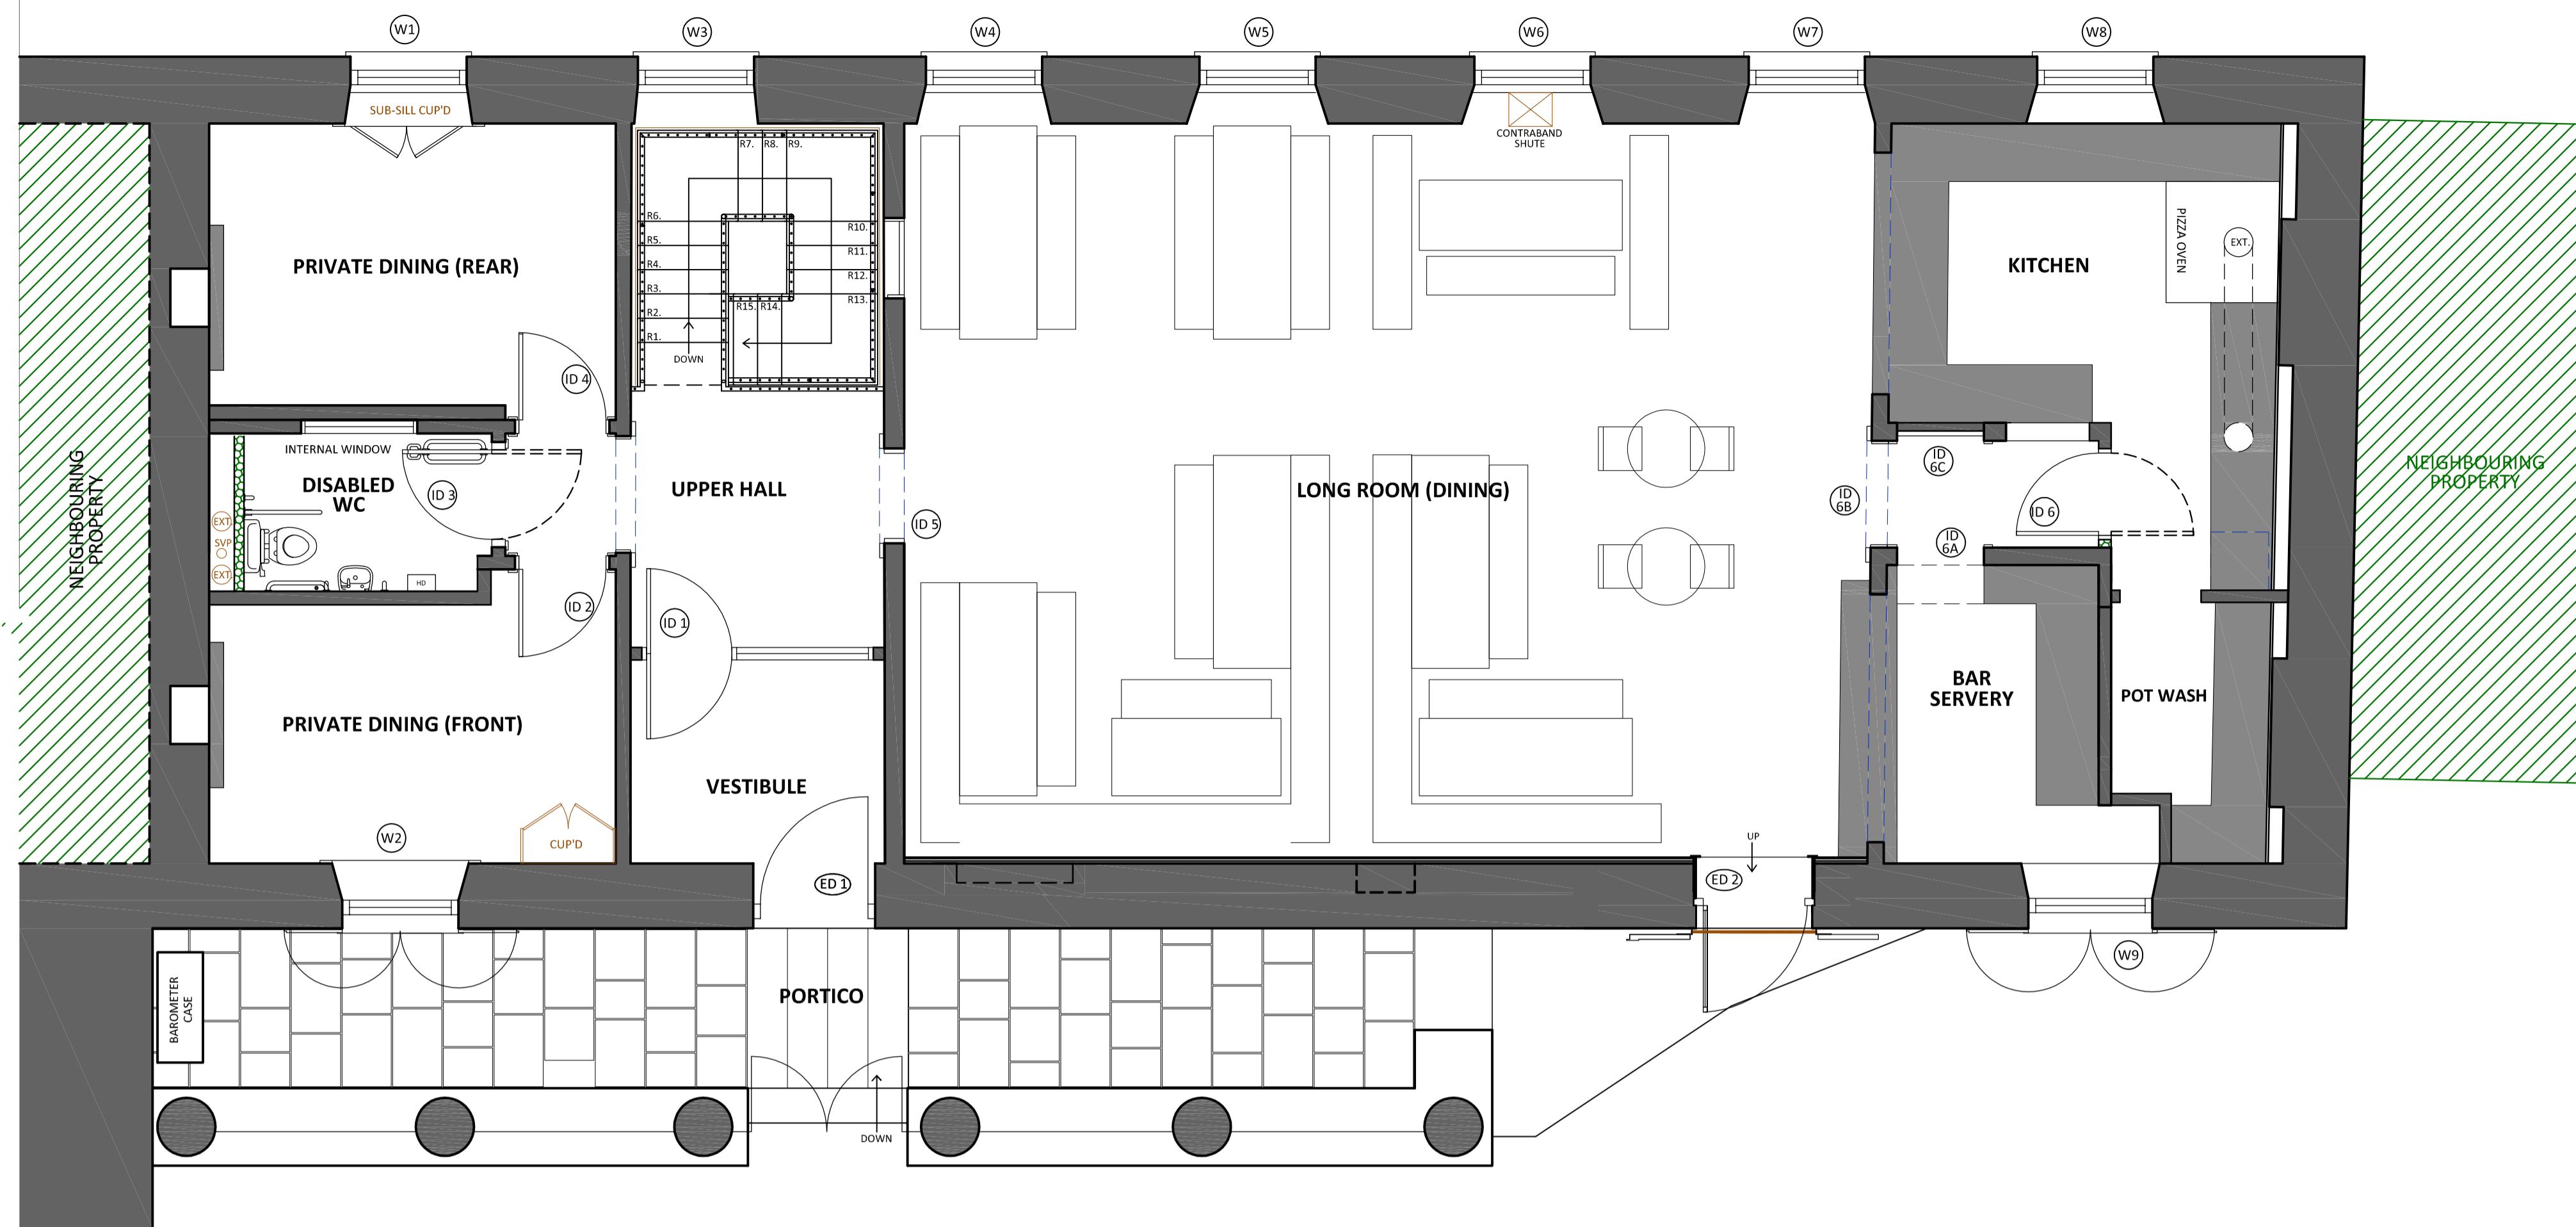 W1
W3
W4
W5
W6
W7
W8
SUB-SILL CUP'D
CONTRABAND
SHUTE
R7.
R8.
R9.
R6.
R5.
R4.
R3.
R2.
R1.
R10.
R11.
R12.
R13.
R15.
R14.
DOWN
PRIVATE DINING (REAR)
KITCHEN
PIZZA OVEN
EXT.
ID 4
INTERNAL WINDOW
DISABLED
WC
ID 3
EXT.
SVP
EXT.
HD
UPPER HALL
ID 5
LONG ROOM (DINING)
ID
6B
ID
6C
ID
6A
ID 6
NEIGHBOURING
PROPERTY
NEIGHBOURING
PROPERTY
ID 2
ID 1
PRIVATE DINING (FRONT)
BAR
SERVERY
POT WASH
VESTIBULE
W2
CUP'D
ED 1
UP
ED 2
W9
BAROMETER
CASE
PORTICO
DOWN